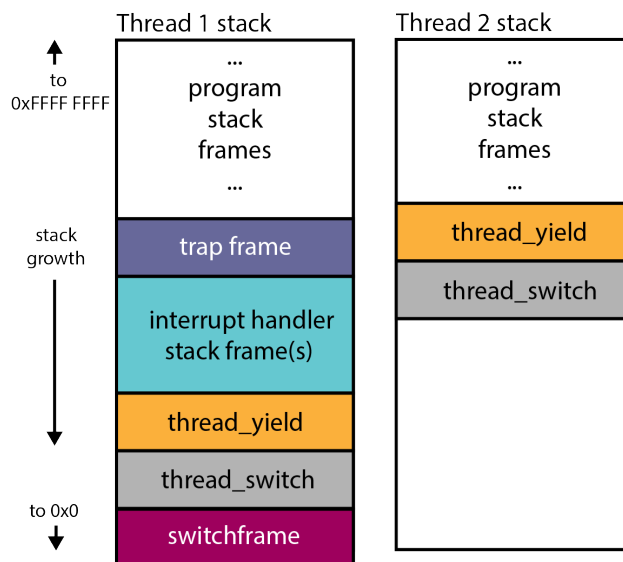 Thread 1 stack
to
0xFFFF FFFF
...
program
stack
frames
...
stack
growth
trap frame
interrupt handler
stack frame(s)
thread_yield
thread_switch
to 0x0
switchframe
Thread 2 stack
...
program
stack
frames
...
thread_yield
thread_switch